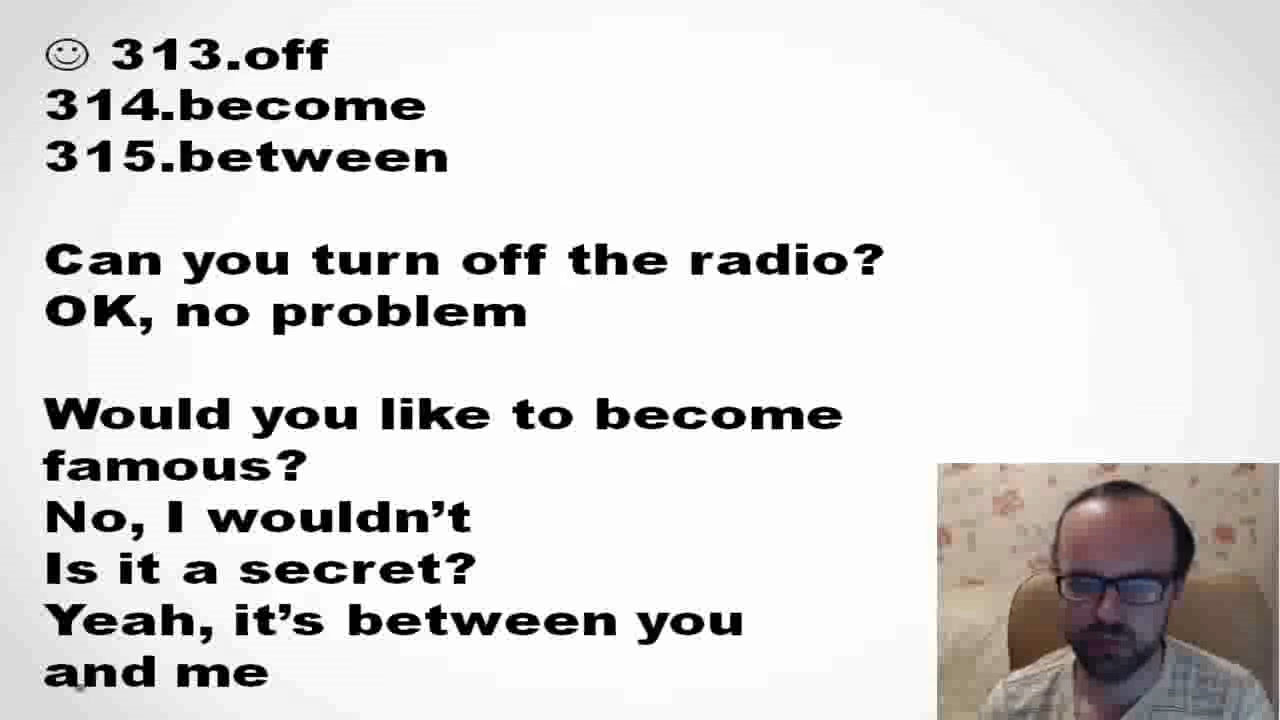 ☺ 313.off
314.become
315.between
Can you turn off the radio?
OK, no problem
Would you like to become
famous?
No, I wouldn’t
Is it a secret?
Yeah, it’s between you
and me